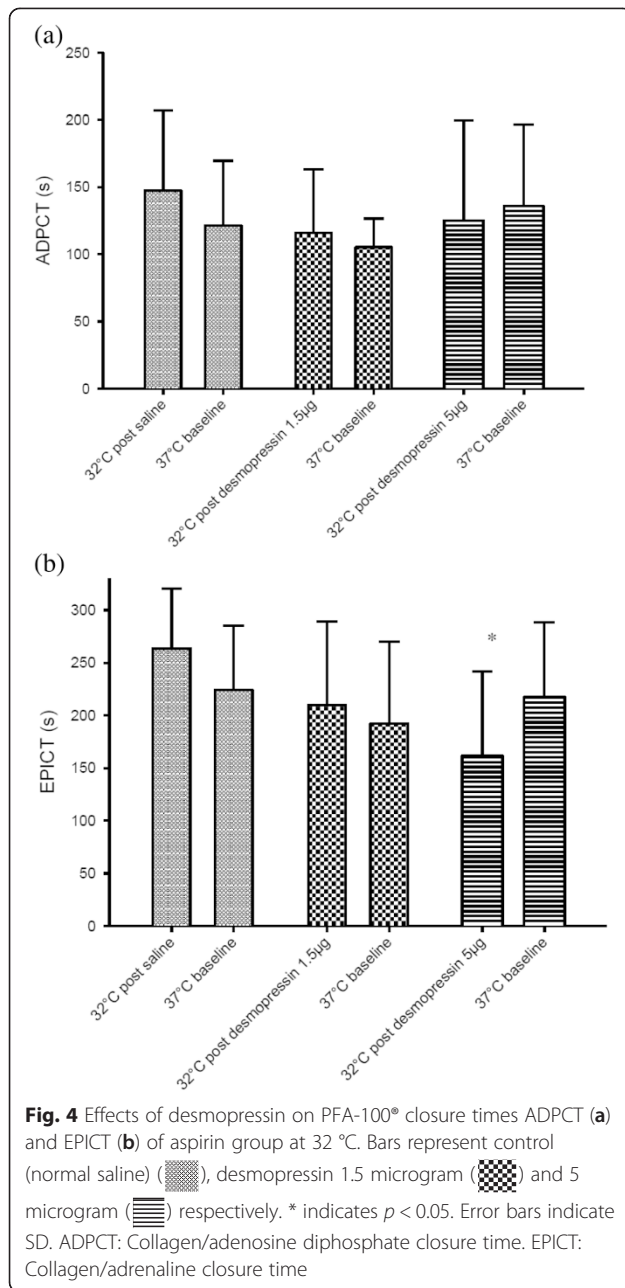 (a)
250
200
150
100
50
0
ADPCT (s)
32°C post saline
37°C baseline
32°C post desmopressin 1.5µg
37°C baseline
32°C post desmopressin 5µg
37°C baseline
(b)
300
250
200
150
100
50
0
EPICT (s)
*
32°C post saline
37°C baseline
32°C post desmopressin 1.5µg
37°C baseline
32°C post desmopressin 5µg
37°C baseline
Fig. 4 Effects of desmopressin on PFA-100® closure times ADPCT (a)
and EPICT (b) of aspirin group at 32 °C. Bars represent control
(normal saline) ( ), desmopressin 1.5 microgram ( ) and 5
microgram ( ) respectively. * indicates p < 0.05. Error bars indicate
SD. ADPCT: Collagen/adenosine diphosphate closure time. EPICT:
Collagen/adrenaline closure time